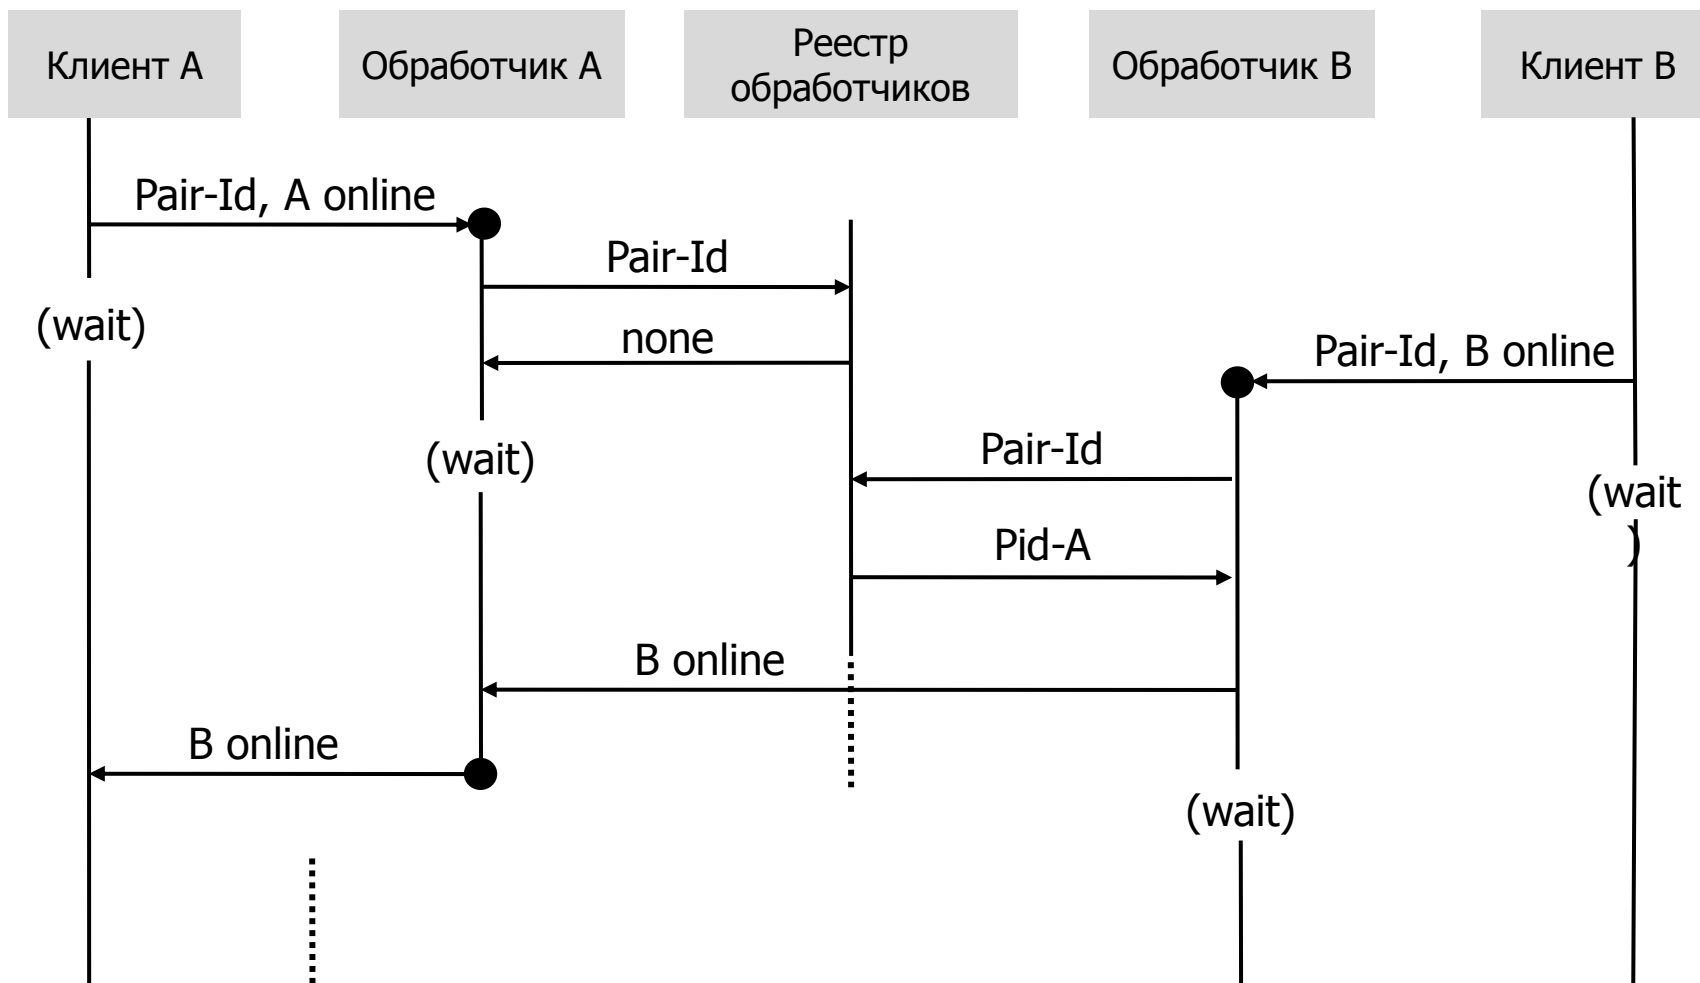 Клиент A
Обработчик A
Реестр
обработчиков
Обработчик B
Клиент B
Pair-Id, A online
Pair-Id
(wait)
none
Pair-Id, B online
Pair-Id
(wait)
(wait
)
Pid-A
B online
B online
(wait)